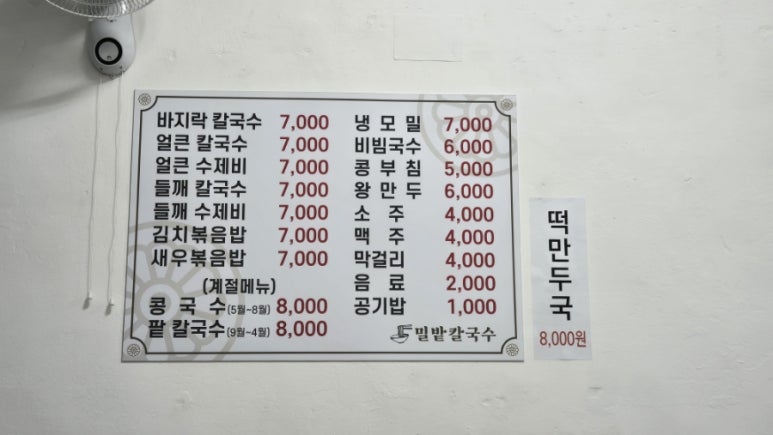 바지락 칼국수 7,000
얼큰 칼국수 7,000
얼큰 수제비 7,000
들깨 칼국수 7,000
들깨 수제비 7,000
김치볶음밥 7,000
새우볶음밥 7,000
(계절메뉴)
콩 국 수 (5월~8월) 8,000
팥 칼국수 (9월~4월) 8,000
냉 모 밀 7,000
비빔국수 6,000
콩 부 침 5,000
왕 만 두 6,000
소 주 4,000
맥 주 4,000
막걸리 4,000
음 료 2,000
공기밥 1,000
밀밭칼국수
떡만두국
8,000원